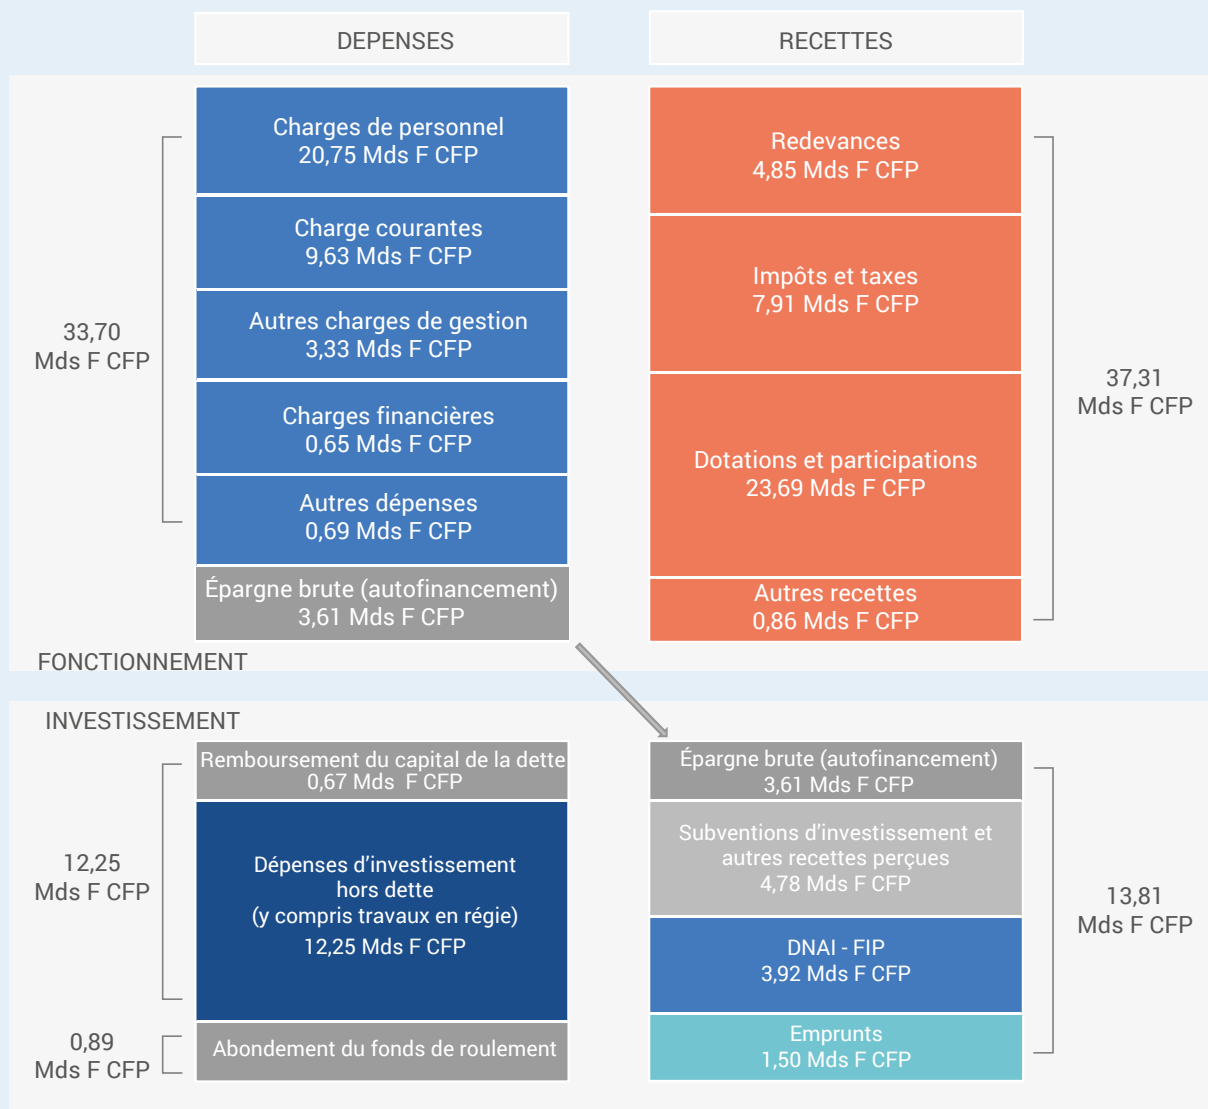 DEPENSES
RECETTES
Charges de personnel
20,75 Mds F CFP
Charge courantes
9,63 Mds F CFP
Autres charges de gestion
3,33 Mds F CFP
Charges financières
0,65 Mds F CFP
Autres dépenses
0,69 Mds F CFP
Épargne brute (autofinancement)
3,61 Mds F CFP
33,70
Mds F CFP
Redevances
4,85 Mds F CFP
Impôts et taxes
7,91 Mds F CFP
Dotations et participations
23,69 Mds F CFP
Autres recettes
0,86 Mds F CFP
37,31
Mds F CFP
FONCTIONNEMENT
INVESTISSEMENT
Remboursement du capital de la dette
0,67 Mds F CFP
Dépenses d'investissement
hors dette
(y compris travaux en régie)
12,25 Mds F CFP
Abondement du fonds de roulement
12,25
Mds F CFP
0,89
Mds F CFP
Épargne brute (autofinancement)
3,61 Mds F CFP
Subventions d'investissement et
autres recettes perçues
4,78 Mds F CFP
DNAI - FIP
3,92 Mds F CFP
Emprunts
1,50 Mds F CFP
13,81
Mds F CFP